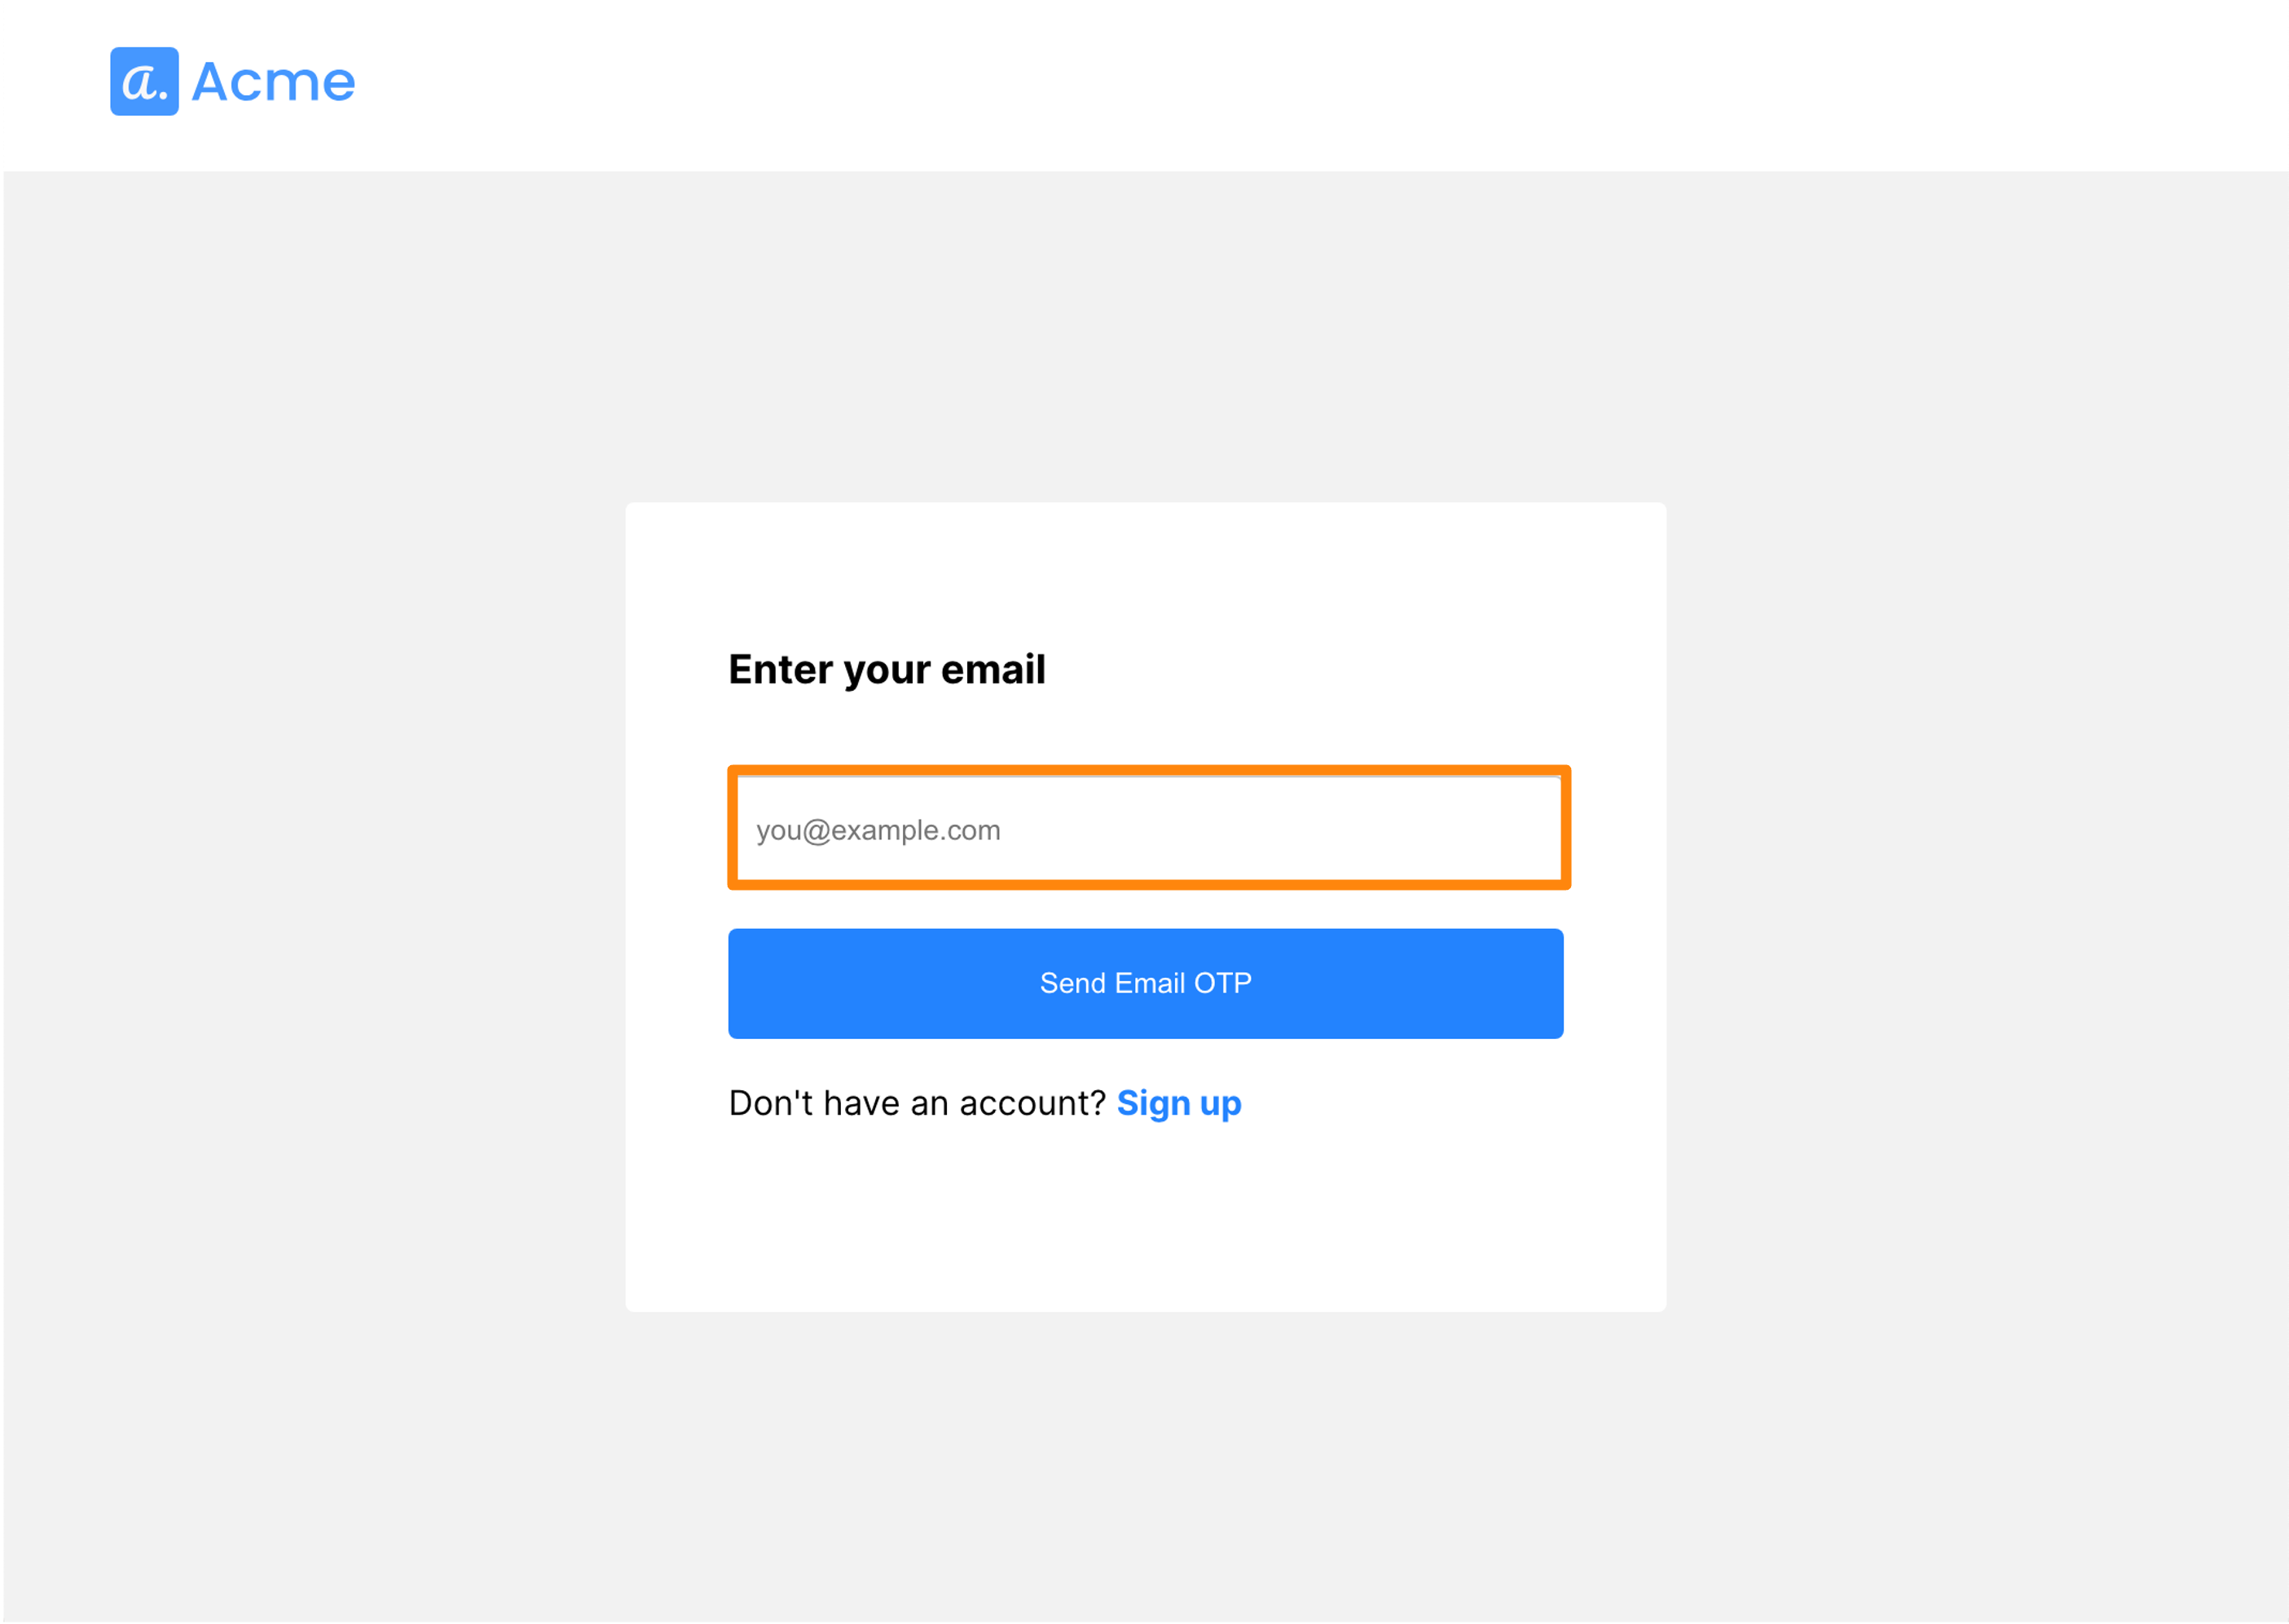 a. Acme
Enter your email
you@example.com
Send Email OTP
Don't have an account? Sign up